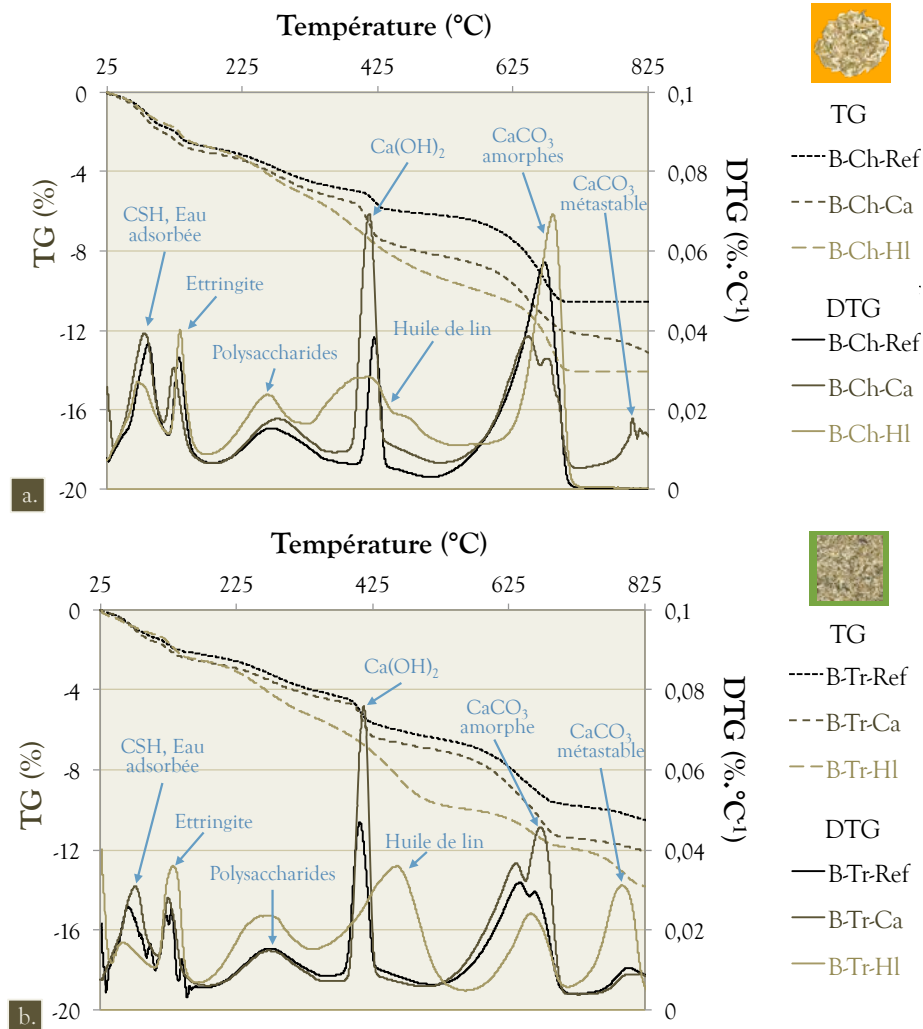 Température (°C)
25 225 425 625 825
0 0,1
-4 0,08
-8 0,06
-12 0,04
-16 0,02
-20 0
TG (%)
DTG (%.°C⁻¹)
Ca(OH)₂
CaCO₃
amorphes
CaCO₃
métastable
CSH, Eau
adsorbée
Ettringite
Polysaccharides
Huile de lin
a.
TG
B-Ch-Ref
B-Ch-Ca
B-Ch-Hl
DTG
B-Ch-Ref
B-Ch-Ca
B-Ch-Hl
Température (°C)
25 225 425 625 825
0 0,1
-4 0,08
-8 0,06
-12 0,04
-16 0,02
-20 0
TG (%)
DTG (%.°C⁻¹)
Ca(OH)₂
CaCO₃
amorphe
CaCO₃
métastable
CSH, Eau
adsorbée
Ettringite
Huile de lin
Polysaccharides
b.
TG
B-Tr-Ref
B-Tr-Ca
B-Tr-Hl
DTG
B-Tr-Ref
B-Tr-Ca
B-Tr-Hl